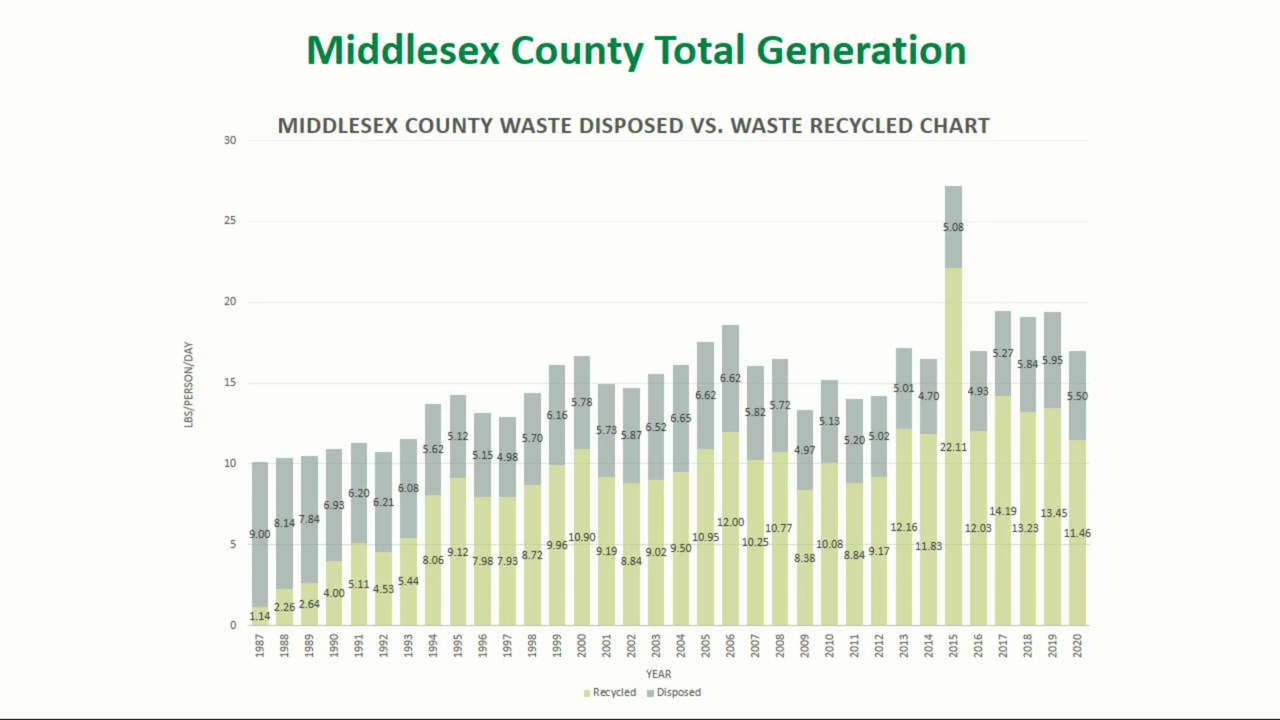 Middlesex County Total Generation
MIDDLESEX COUNTY WASTE DISPOSED VS. WASTE RECYCLED CHART
30
25
20
15
10
5
0
LBS/PERSON/DAY
9.00 8.14 7.84 6.93 6.20 6.21 6.08 5.62 5.12 5.15 4.98 5.70 6.16 5.78 5.73 5.87 6.52 6.65 6.62 6.62 5.82 5.72 4.97 5.13 5.20 5.02 5.01 4.70 5.08 4.93 5.27 5.84 5.95 5.50
1.14 2.26 2.64 4.00 5.11 4.53 5.44 8.06 9.12 7.98 7.93 8.72 9.96 10.90 9.19 8.84 9.02 9.50 10.95 12.00 10.25 10.77 8.38 10.08 8.84 9.17 12.16 11.83 22.11 12.03 14.19 13.23 13.45 11.46
1987 1988 1989 1990 1991 1992 1993 1994 1995 1996 1997 1998 1999 2000 2001 2002 2003 2004 2005 2006 2007 2008 2009 2010 2011 2012 2013 2014 2015 2016 2017 2018 2019 2020
YEAR
Recycled Disposed